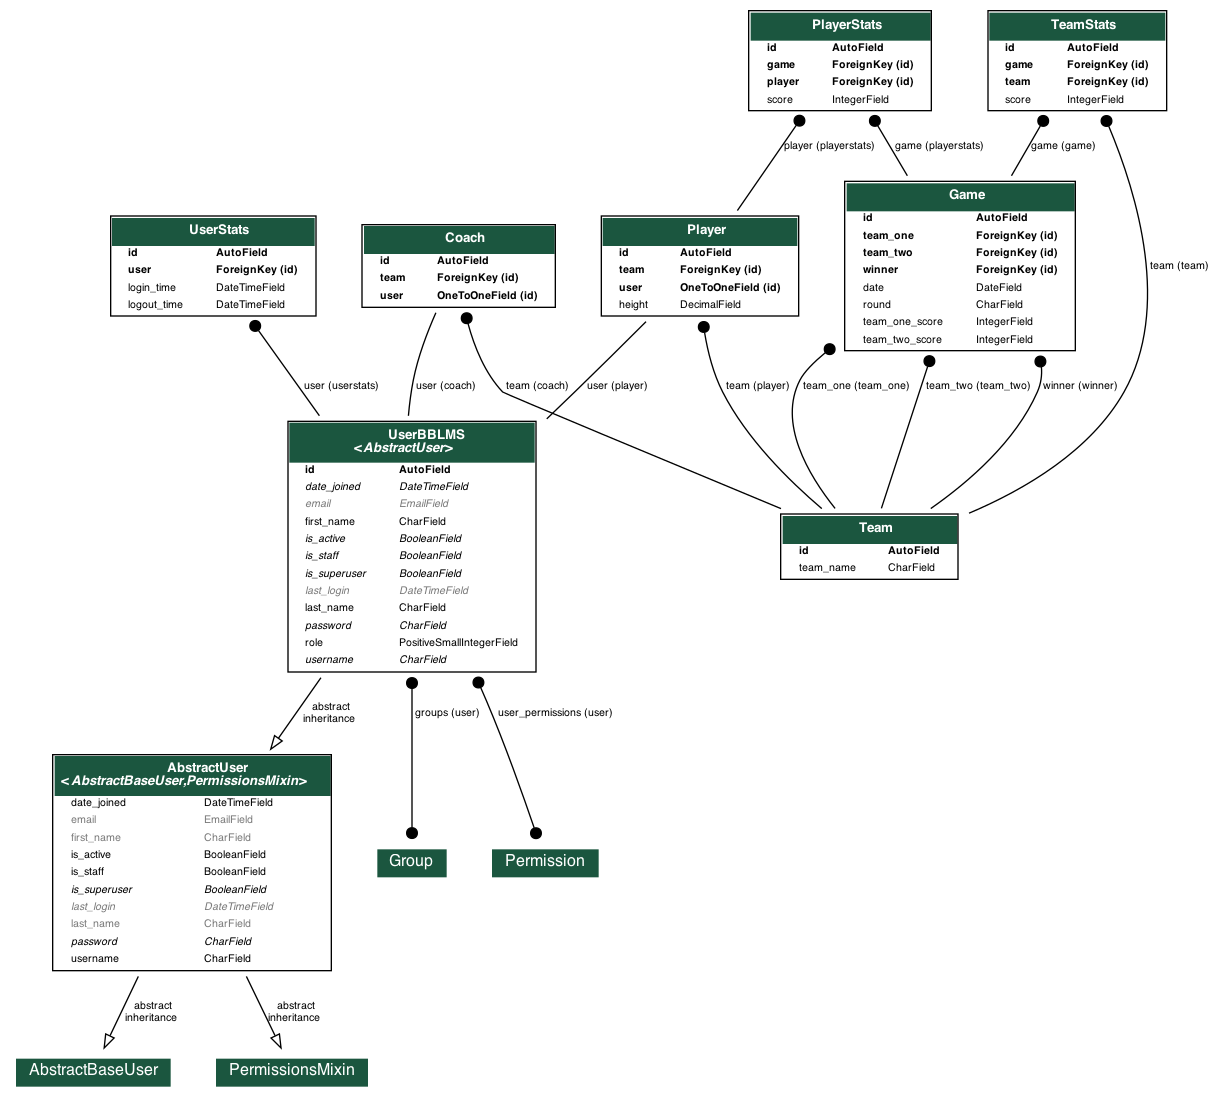 PlayerStats
id AutoField
game ForeignKey (id)
player ForeignKey (id)
score IntegerField
TeamStats
id AutoField
game ForeignKey (id)
team ForeignKey (id)
score IntegerField
player (playerstats)
game (playerstats)
game (game)
team (team)
UserStats
id AutoField
user ForeignKey (id)
login_time DateTimeField
logout_time DateTimeField
Coach
id AutoField
team ForeignKey (id)
user OneToOneField (id)
Player
id AutoField
team ForeignKey (id)
user OneToOneField (id)
height DecimalField
Game
id AutoField
team_one ForeignKey (id)
team_two ForeignKey (id)
winner ForeignKey (id)
date DateField
round CharField
team_one_score IntegerField
team_two_score IntegerField
user (userstats)
user (coach)
team (coach)
user (player)
team (player)
team_one (team_one)
team_two (team_two)
winner (winner)
UserBBLMS
<AbstractUser>
id AutoField
date_joined DateTimeField
email EmailField
first_name CharField
is_active BooleanField
is_staff BooleanField
is_superuser BooleanField
last_login DateTimeField
last_name CharField
password CharField
role PositiveSmallIntegerField
username CharField
Team
id AutoField
team_name CharField
abstract
inheritance
groups (user)
user_permissions (user)
AbstractUser
<AbstractBaseUser,PermissionsMixin>
date_joined DateTimeField
email EmailField
first_name CharField
is_active BooleanField
is_staff BooleanField
is_superuser BooleanField
last_login DateTimeField
last_name CharField
password CharField
username CharField
Group
Permission
abstract
inheritance
abstract
inheritance
AbstractBaseUser
PermissionsMixin